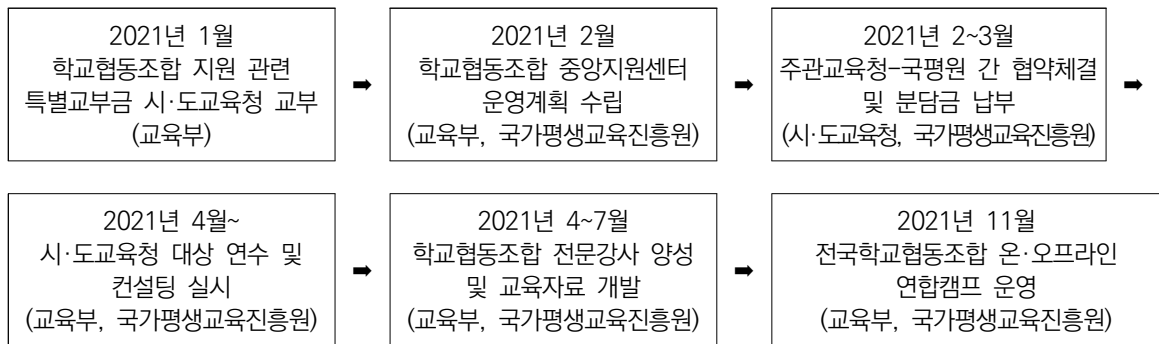 2021년 1월
학교협동조합 지원 관련
특별교부금 시·도교육청 교부
(교육부)
➡
2021년 2월
학교협동조합 중앙지원센터
운영계획 수립
(교육부, 국가평생교육진흥원)
➡
2021년 2~3월
주관교육청-국평원 간 협약체결
및 분담금 납부
(시·도교육청, 국가평생교육진흥원)
➡
2021년 4월~
시·도교육청 대상 연수 및
컨설팅 실시
(교육부, 국가평생교육진흥원)
➡
2021년 4~7월
학교협동조합 전문강사 양성
및 교육자료 개발
(교육부, 국가평생교육진흥원)
➡
2021년 11월
전국학교협동조합 온·오프라인
연합캠프 운영
(교육부, 국가평생교육진흥원)